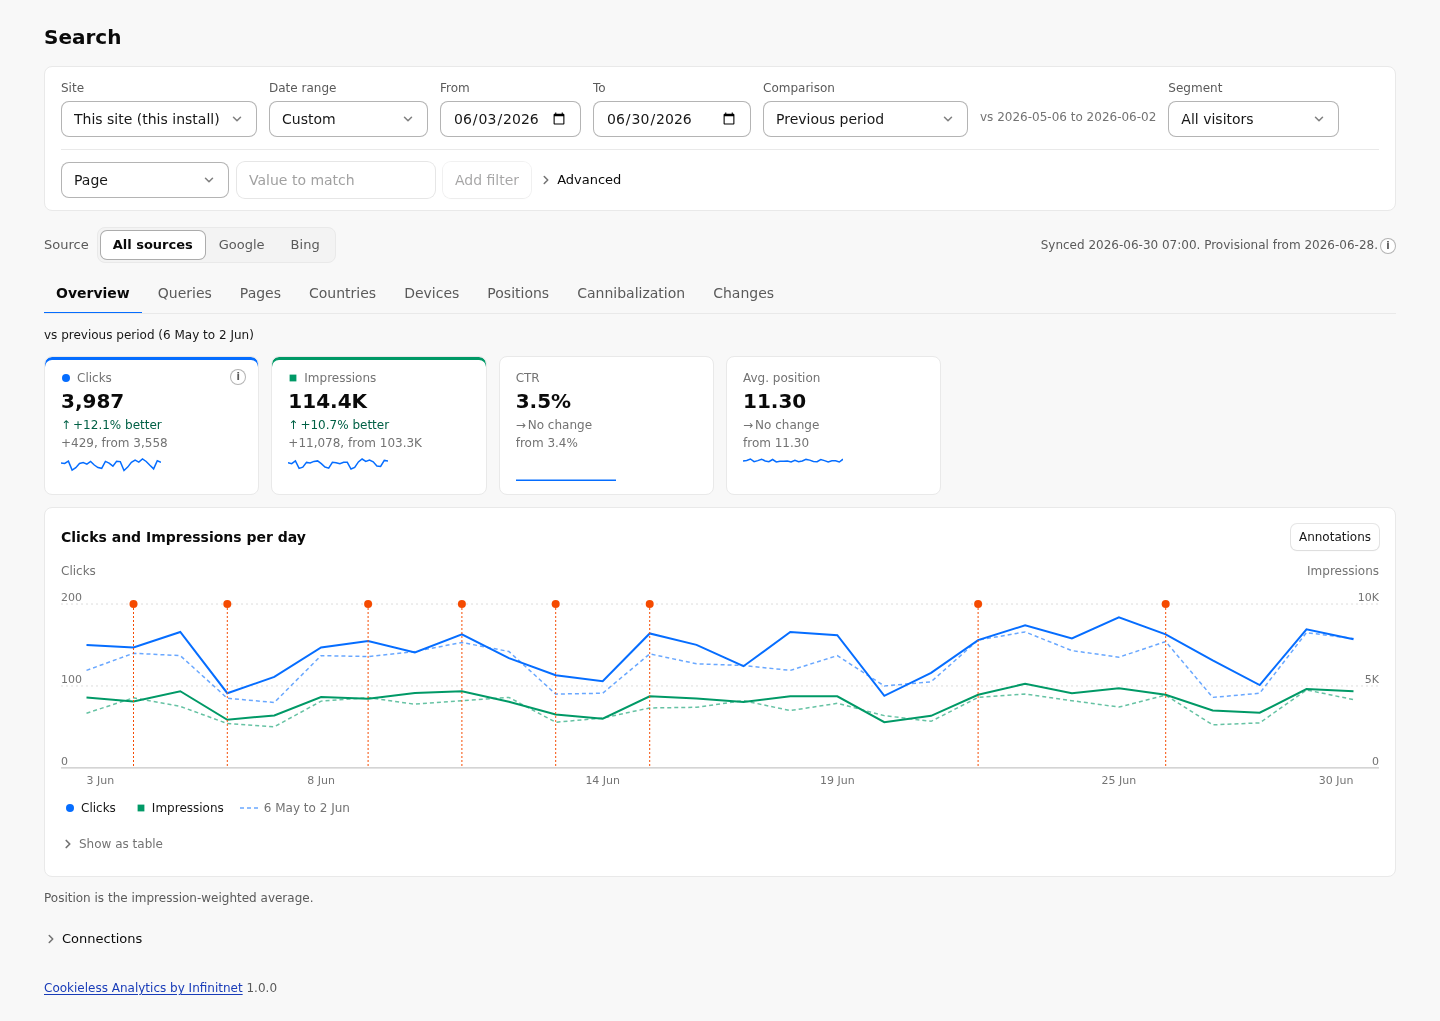 Search
Site
Date range
From
To
Comparison
Segment
This site (this install)
Custom
06/03/2026
06/30/2026
Previous period
vs 2026-05-06 to 2026-06-02
All visitors
Page
Value to match
Add filter
Advanced
Source
All sources
Google
Bing
Synced 2026-06-30 07:00. Provisional from 2026-06-28. i
Overview
Queries
Pages
Countries
Devices
Positions
Cannibalization
Changes
vs previous period (6 May to 2 Jun)
Clicks
i
3,987
↑ +12.1% better
+429, from 3,558
Impressions
114.4K
↑ +10.7% better
+11,078, from 103.3K
CTR
3.5%
→ No change
from 3.4%
Avg. position
11.30
→ No change
from 11.30
Clicks and Impressions per day
Annotations
Clicks
Impressions
200
10K
100
5K
0
0
3 Jun
8 Jun
14 Jun
19 Jun
25 Jun
30 Jun
Clicks
Impressions
6 May to 2 Jun
Show as table
Position is the impression-weighted average.
Connections
Cookieless Analytics by Infinitnet 1.0.0